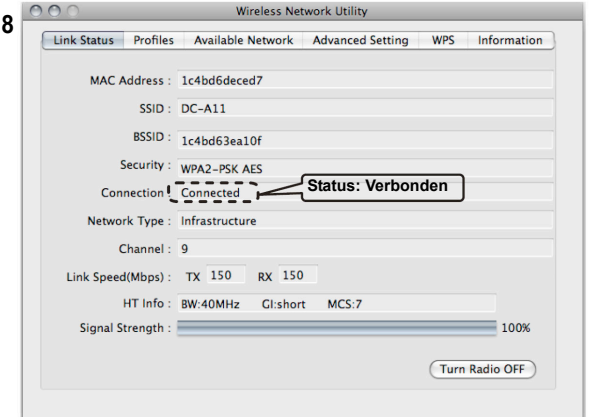 8
Wireless Network Utility
Link Status Profiles Available Network Advanced Setting WPS Information
MAC Address : 1c4bd6deced7
SSID : DC-A11
BSSID : 1c4bd63ea10f
Security : WPA2-PSK AES
Connection : Connected
Status: Verbonden
Network Type : Infrastructure
Channel : 9
Link Speed(Mbps) : TX 150 RX 150
HT Info : BW:40MHz GI:short MCS:7
Signal Strength : 100%
Turn Radio OFF